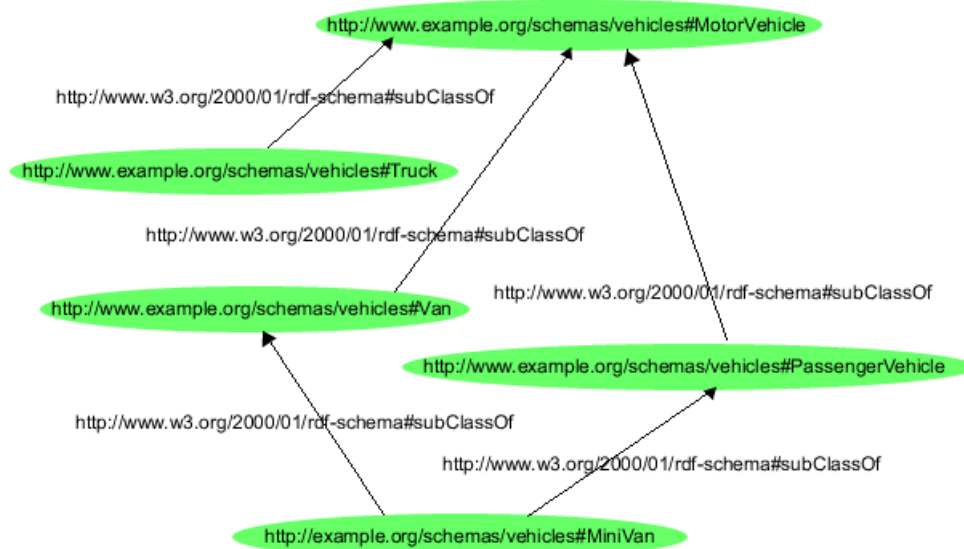 http://www.example.org/schemas/vehicles#MotorVehicle
http://www.w3.org/2000/01/rdf-schema#subClassOf
http://www.example.org/schemas/vehicles#Truck
http://www.w3.org/2000/01/rdf-schema#subClassOf
http://www.w3.org/2000/01/rdf-schema#subClassOf
http://www.example.org/schemas/vehicles#Van
http://www.example.org/schemas/vehicles#PassengerVehicle
http://www.w3.org/2000/01/rdf-schema#subClassOf
http://www.w3.org/2000/01/rdf-schema#subClassOf
http://example.org/schemas/vehicles#MiniVan